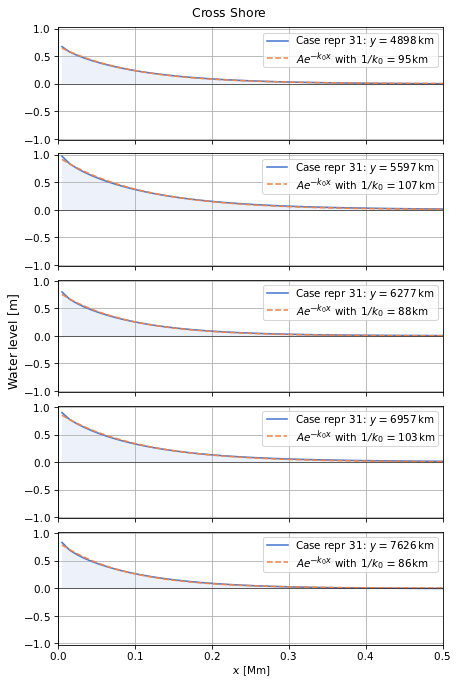 Cross Shore
Water level [m]
1.0
0.5
0.0
−0.5
−1.0
Case repr 31: y = 4898 km
Ae^{−k₀x} with 1/k₀ = 95 km
1.0
0.5
0.0
−0.5
−1.0
Case repr 31: y = 5597 km
Ae^{−k₀x} with 1/k₀ = 107 km
1.0
0.5
0.0
−0.5
−1.0
Case repr 31: y = 6277 km
Ae^{−k₀x} with 1/k₀ = 88 km
1.0
0.5
0.0
−0.5
−1.0
Case repr 31: y = 6957 km
Ae^{−k₀x} with 1/k₀ = 103 km
1.0
0.5
0.0
−0.5
−1.0
Case repr 31: y = 7626 km
Ae^{−k₀x} with 1/k₀ = 86 km
0.0 0.1 0.2 0.3 0.4 0.5
x [Mm]